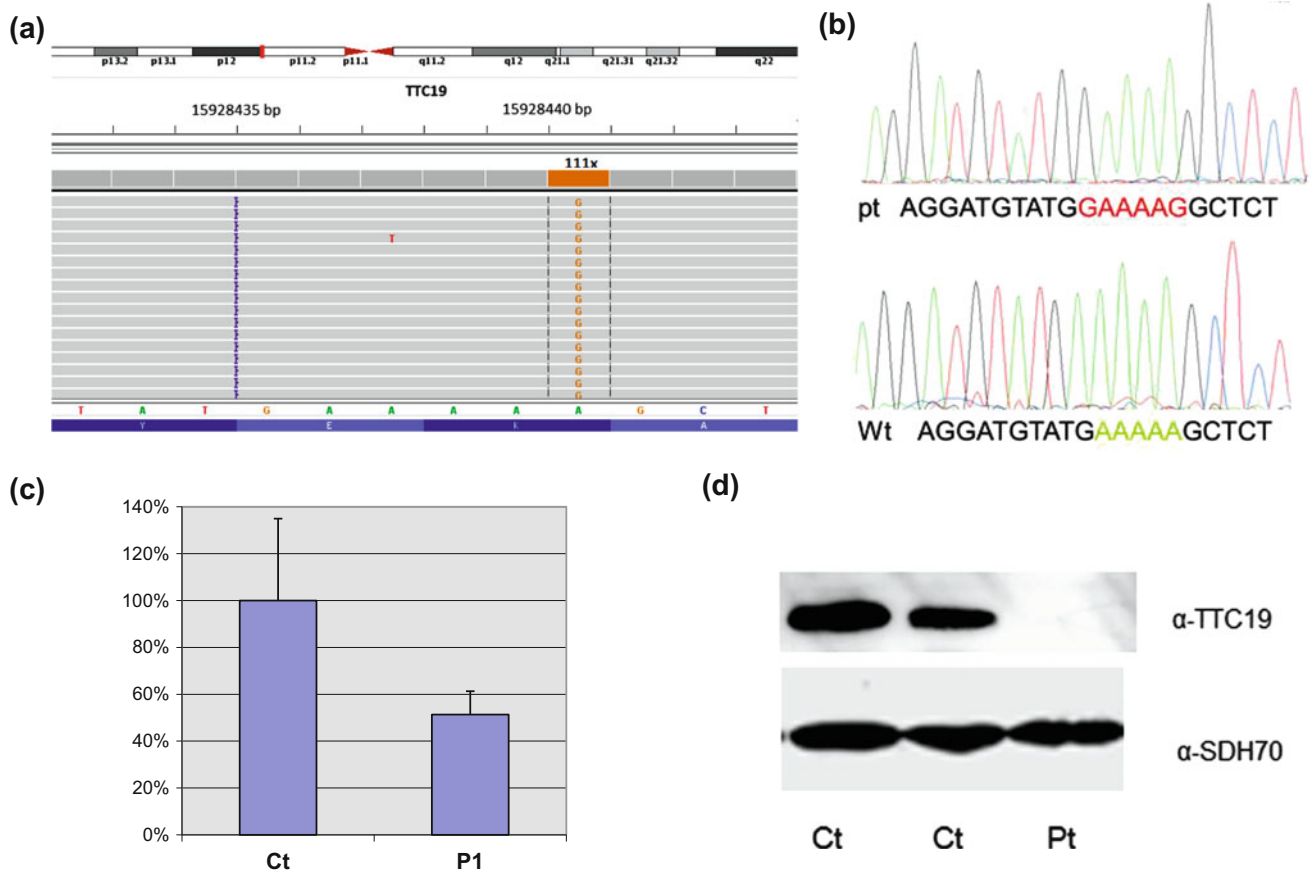 (a)
p13.2 p13.1 p12 p11.2 p11.1 q11.2 q12 q21.1 q21.31 q21.32 q22
TTC19
15928435 bp 15928440 bp
111x
G
G
G
T G
G
G
G
G
G
G
G
G
G
G
G
G
G
T A T G A A A A A G C T
Y E K A
(b)
pt AGGATGTATGGAAAAGGCTCT
Wt AGGATGTATGAAAAAGCTCT
(c)
140%
120%
100%
80%
60%
40%
20%
0%
Ct P1
(d)
α-TTC19
α-SDH70
Ct Ct Pt